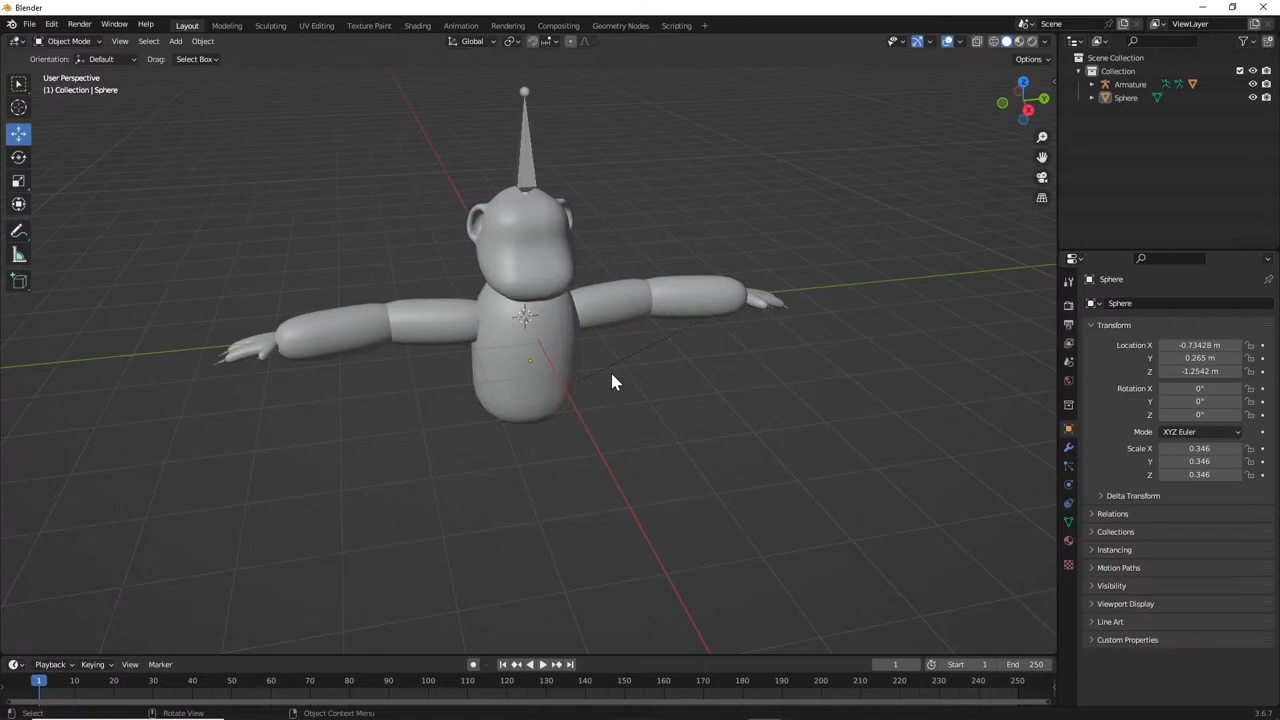 Blender
File Edit Render Window Help Layout Modeling Sculpting UV Editing Texture Paint Shading Animation Rendering Compositing Geometry Nodes Scripting + Scene ViewLayer
Object Mode View Select Add Object Global
Orientation: Default Drag: Select Box Options
User Perspective
(1) Collection | Sphere
Z
Y
X
Scene Collection
Collection
Armature
Sphere
Sphere
Sphere
Transform
Location X -0.73428 m
Y 0.265 m
Z -1.2542 m
Rotation X 0°
Y 0°
Z 0°
Mode XYZ Euler
Scale X 0.346
Y 0.346
Z 0.346
Delta Transform
Relations
Collections
Instancing
Motion Paths
Visibility
Viewport Display
Line Art
Custom Properties
Playback Keying View Marker 1 Start 1 End 250
1 10 20 30 40 50 60 70 80 90 100 110 120 130 140 150 160 170 180 190 200 210 220 230 240 250
Select Rotate View Object Context Menu 3.6.7